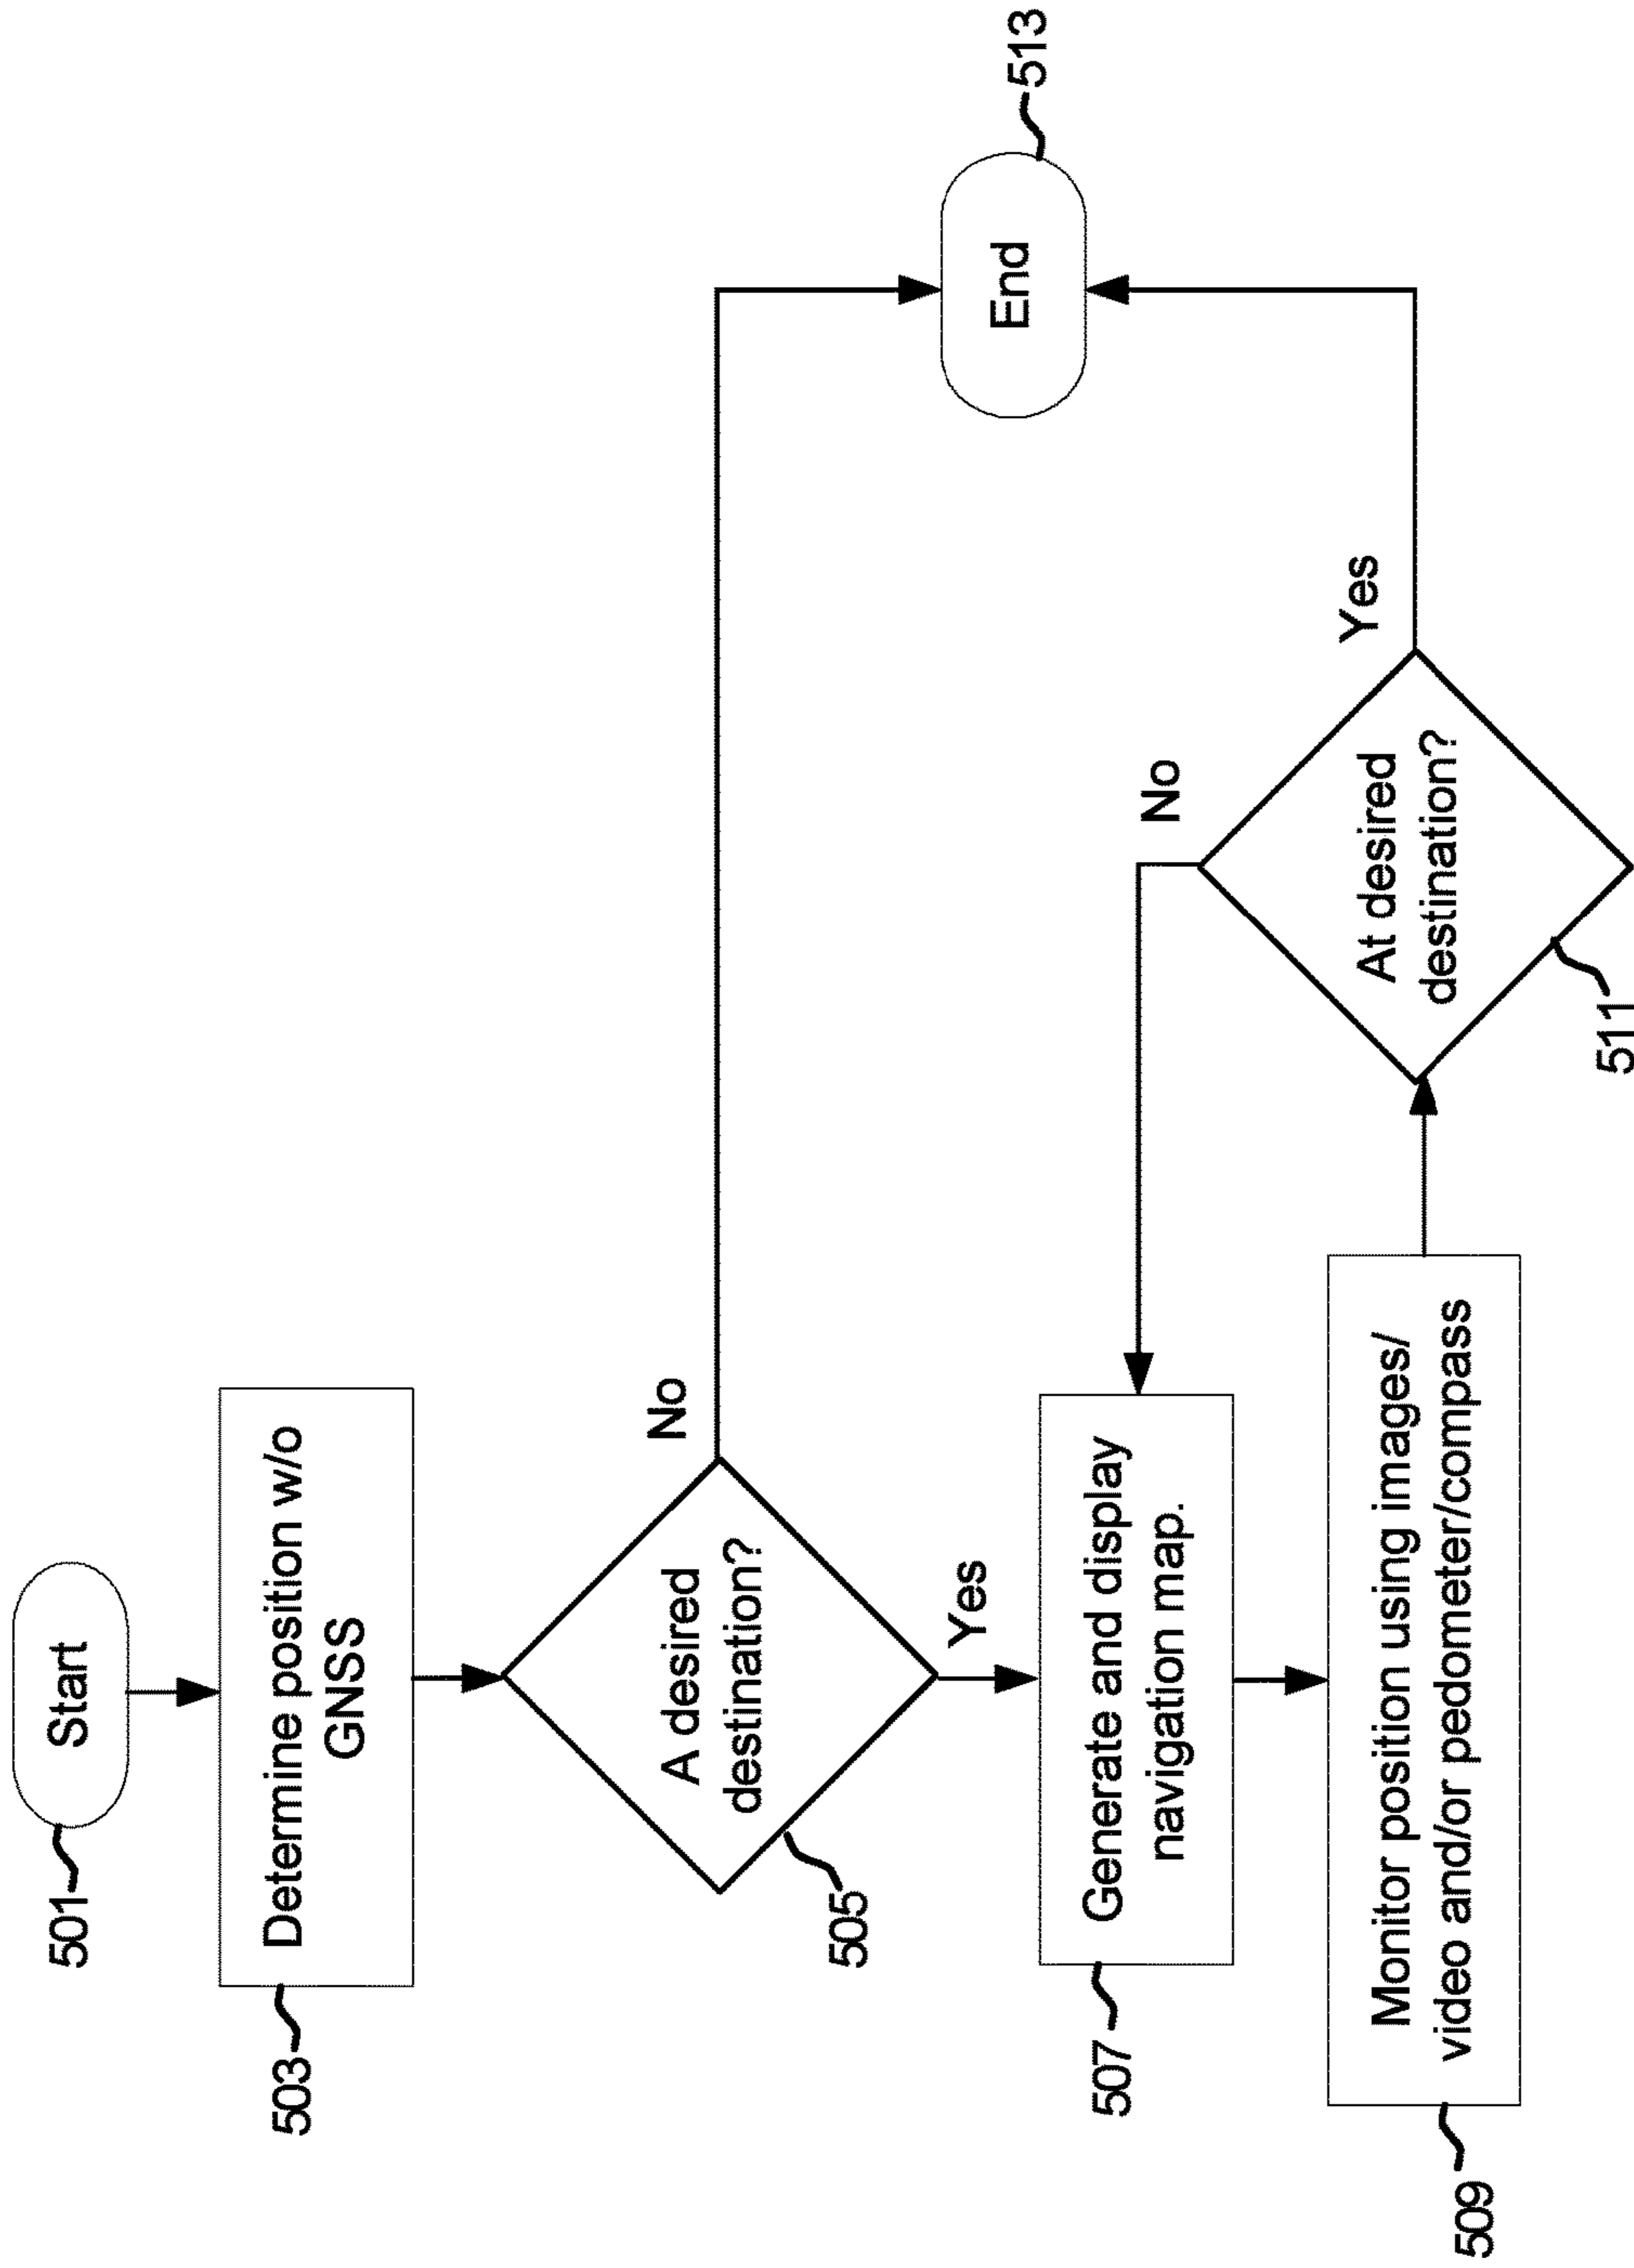 501
Start
503
Determine position w/o
GNSS
505
A desired
destination?
No
Yes
507
Generate and display
navigation map.
509
Monitor position using images/
video and/or pedometer/compass
511
At desired
destination?
No
Yes
End
513